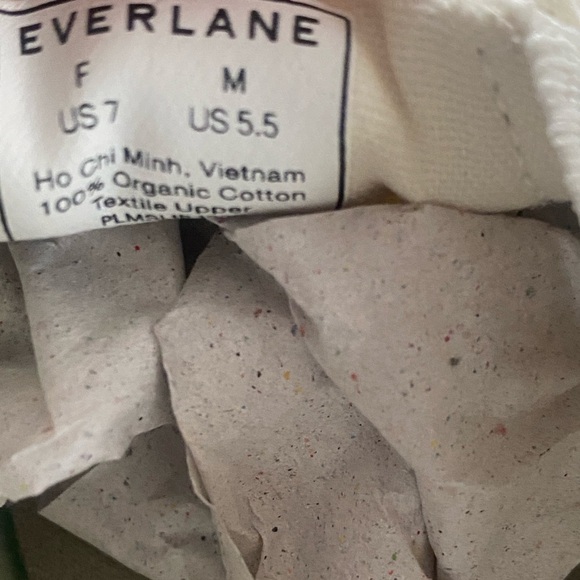 EVERLANE
F M
US 7 US 5.5
Ho Chi Minh, Vietnam
100% Organic Cotton
Textile Upper